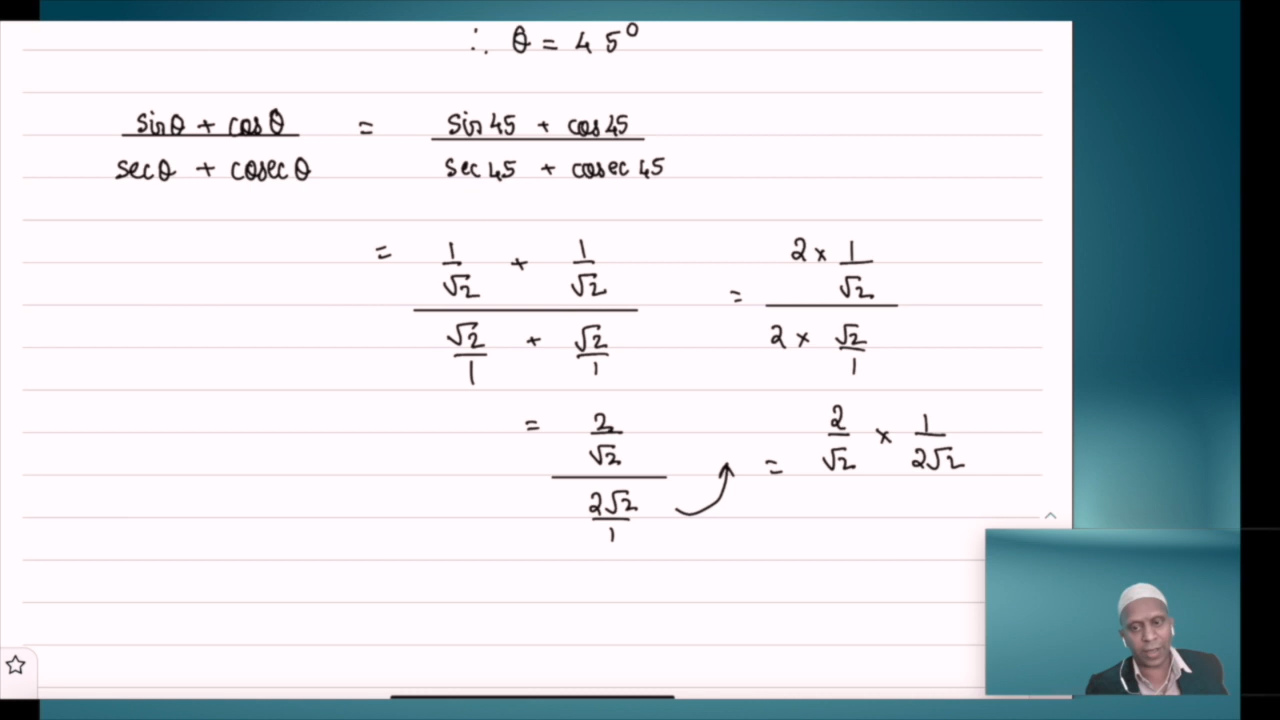 ∴ θ = 45°
sinθ + cosθ / secθ + cosecθ = sin45 + cos45 / sec45 + cosec45
= 1/√2 + 1/√2 / √2/1 + √2/1 = 2 × 1/√2 / 2 × √2/1
= 2/√2 / 2√2/1 = 2/√2 × 1/2√2